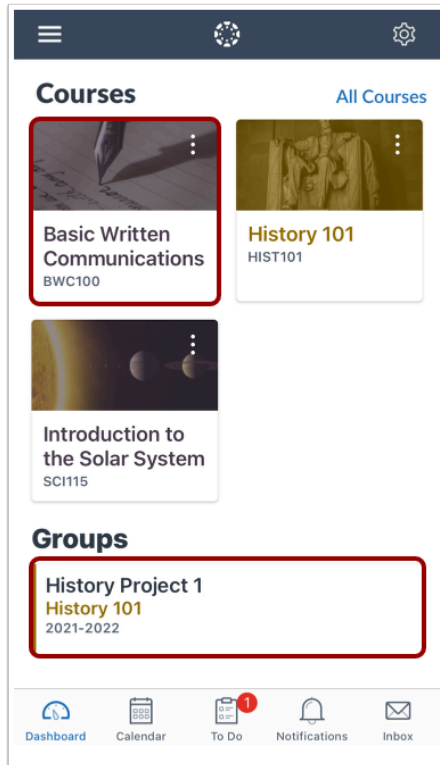 Courses
All Courses
Basic Written
Communications
BWC100
History 101
HIST101
Introduction to
the Solar System
SCI115
Groups
History Project 1
History 101
2021-2022
1
Dashboard
Calendar
To Do
Notifications
Inbox